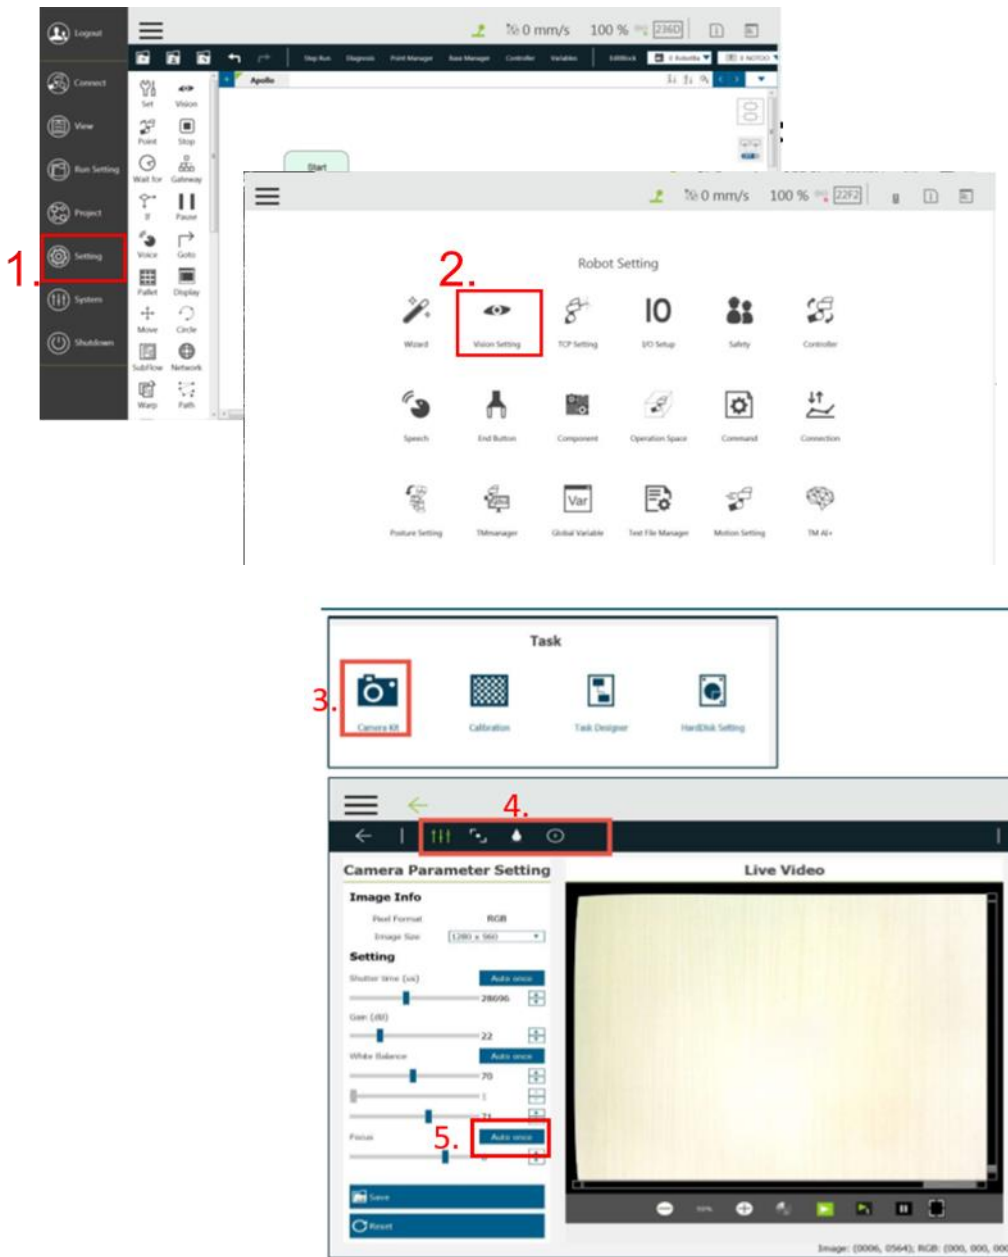 Logout
0 mm/s 100 % 236D
Step Run Diagnosis Point Manager Base Manager Controller Variables EditBlock
Connect
Apollo
Set Vision
View
Point Stop
Run Setting
Start
Wait for Gateway
0 mm/s 100 % 22F2
Project
If Pause
1.
Setting
Voice Goto
2.
Robot Setting
System
Pallet Display
Wizard Vision Setting TCP Setting I/O Setup Safety Controller
IO
Shutdown
Move Circle
SubFlow Network
Warp Path
Speech End Button Component Operation Space Command Connection
Var
Posture Setting TMmanager Global Variable Text File Manager Motion Setting TM AI+
Task
3.
Camera Kit Calibration Task Designer HardDisk Setting
4.
Camera Parameter Setting
Live Video
Image Info
Pixel Format RGB
Image Size 1280 x 960
Setting
Shutter time (us) Auto once
28696
Gain (dB)
22
White Balance Auto once
70
1
71
5.
Focus Auto once
Save
50%
Reset
Image: (0006, 0564); RGB: (000, 000, 00